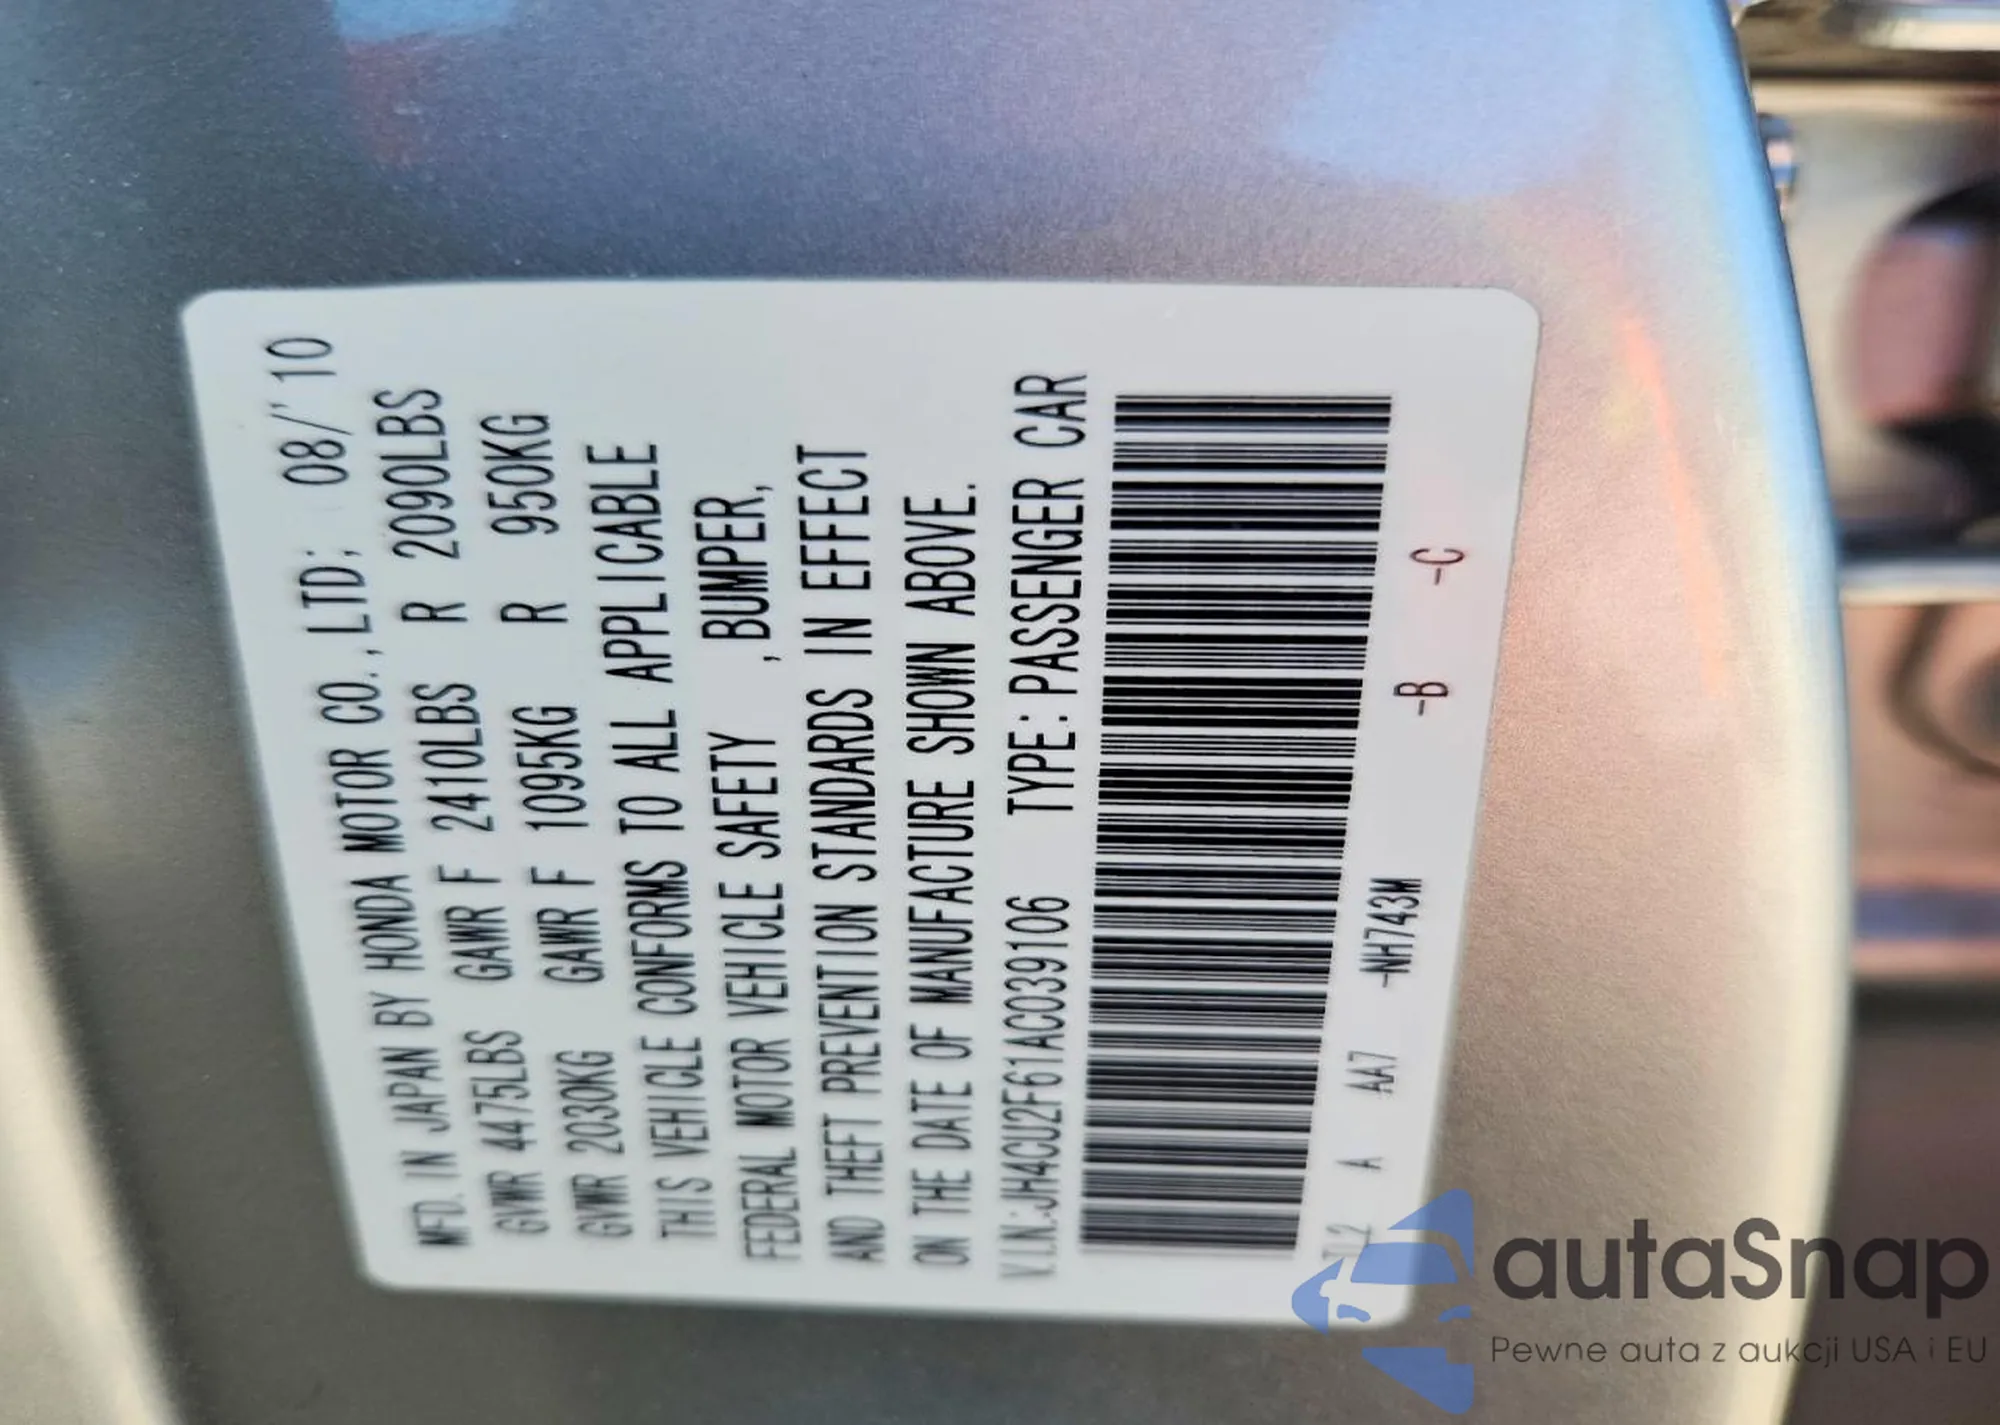 MFD. IN JAPAN BY HONDA MOTOR CO., LTD; 08/'10
GVWR 4475LBS GAWR F 2410LBS R 2090LBS
GVWR 2030KG GAWR F 1095KG R 950KG
THIS VEHICLE CONFORMS TO ALL APPLICABLE
FEDERAL MOTOR VEHICLE SAFETY ,BUMPER,
AND THEFT PREVENTION STANDARDS IN EFFECT
ON THE DATE OF MANUFACTURE SHOWN ABOVE.
V.I.N.:JH4CU2F61AC039106 TYPE: PASSENGER CAR
TL2 A AA7 -NH743M -B -C
autaSnap
Pewne auta z aukcji USA i EU